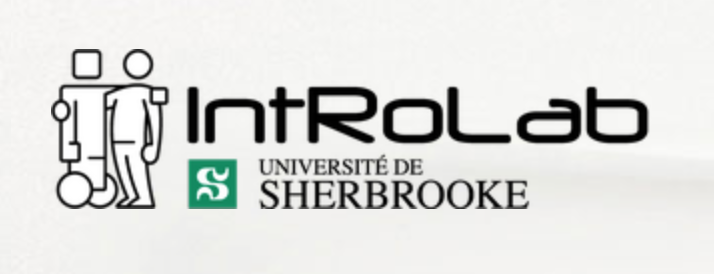 IntRoLab
UNIVERSITÉ DE
SHERBROOKE